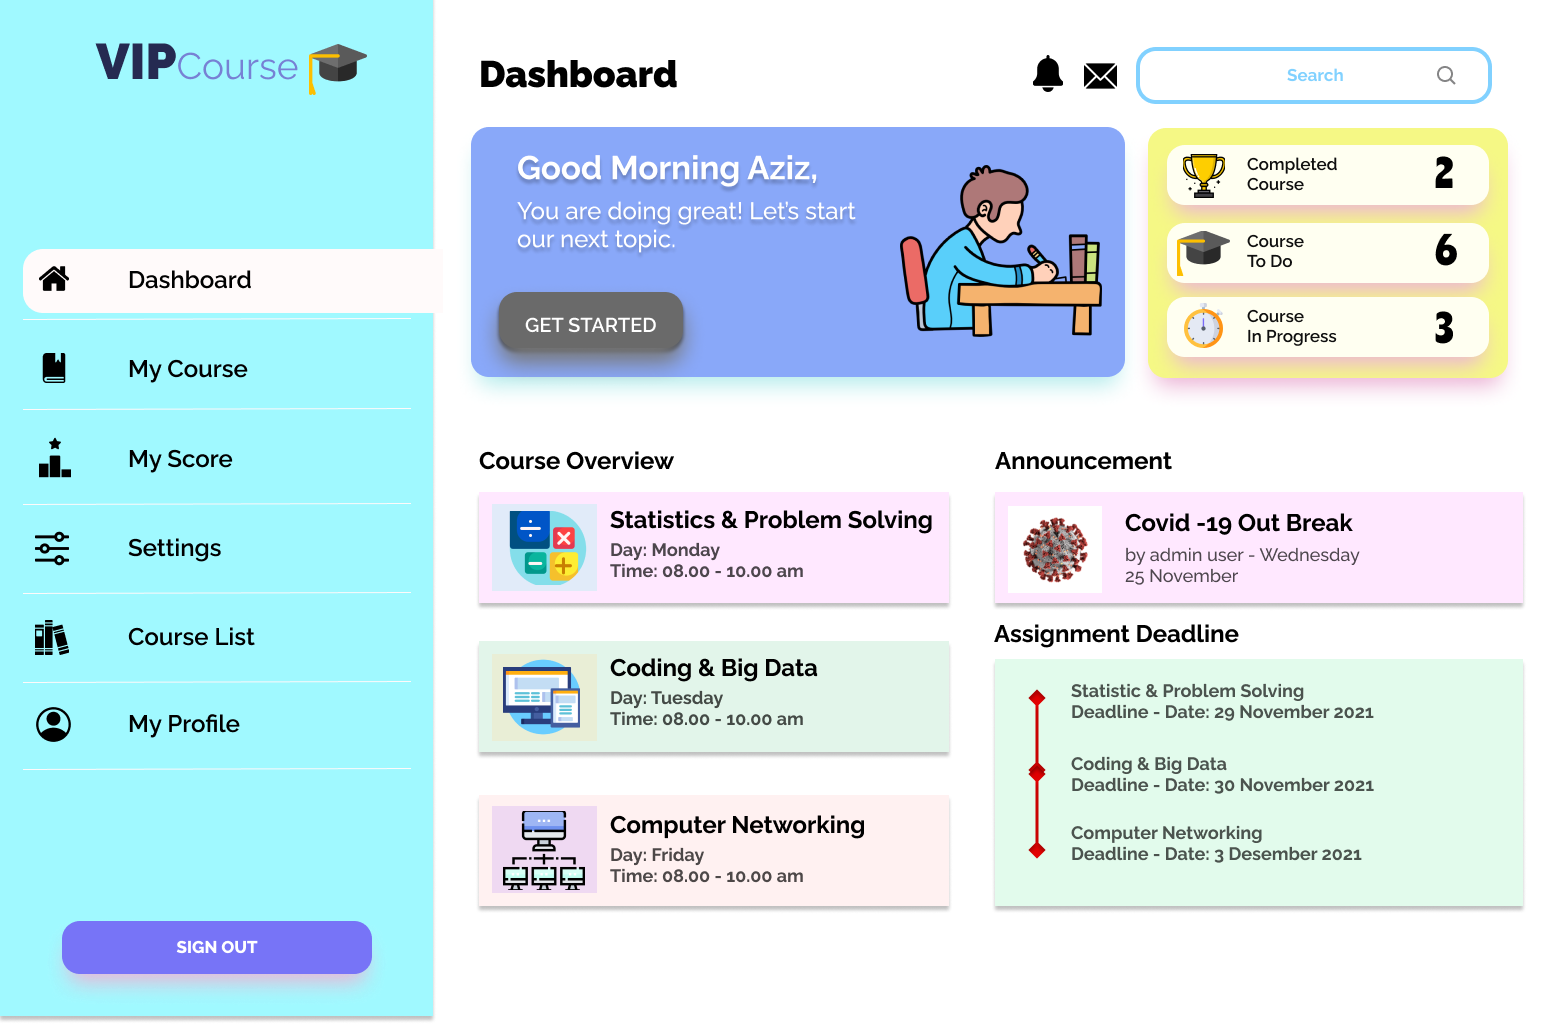 VIPCourse
Dashboard
My Course
My Score
Settings
Course List
My Profile
SIGN OUT
Dashboard
Search
Good Morning Aziz,
You are doing great! Let’s start
our next topic.
GET STARTED
Completed
Course
2
Course
To Do
6
Course
In Progress
3
Course Overview
Statistics & Problem Solving
Day: Monday
Time: 08.00 - 10.00 am
Coding & Big Data
Day: Tuesday
Time: 08.00 - 10.00 am
Computer Networking
Day: Friday
Time: 08.00 - 10.00 am
Announcement
Covid -19 Out Break
by admin user - Wednesday
25 November
Assignment Deadline
Statistic & Problem Solving
Deadline - Date: 29 November 2021
Coding & Big Data
Deadline - Date: 30 November 2021
Computer Networking
Deadline - Date: 3 Desember 2021